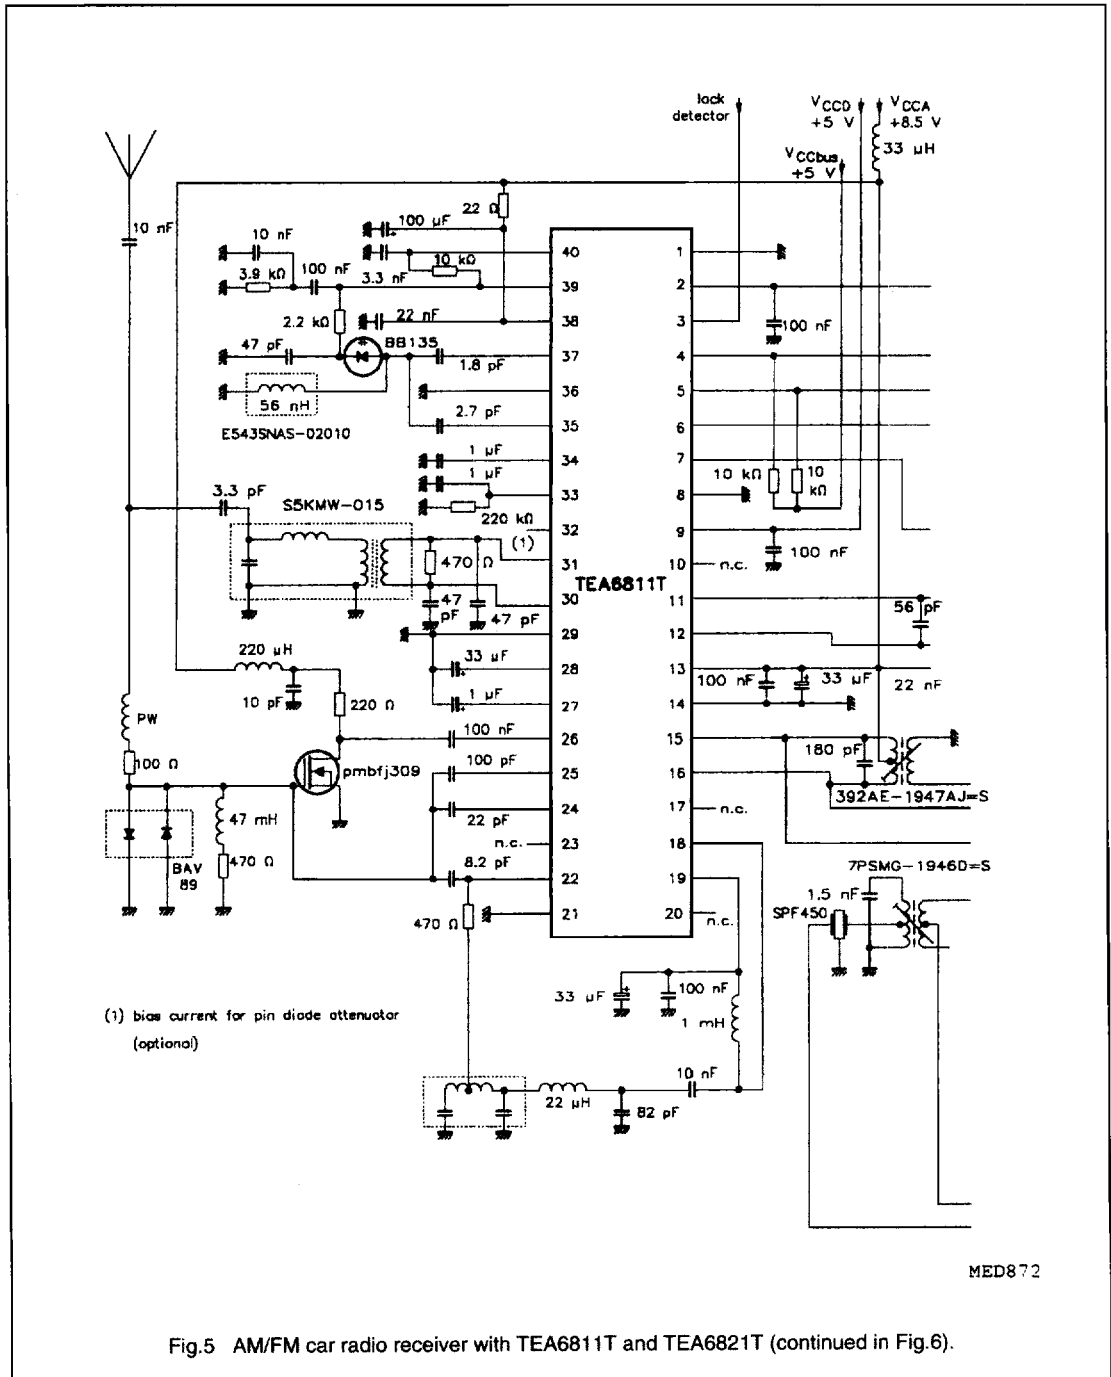 lock
detector
VCCD
+5 V
VCCA
+8.5 V
33 µH
VCCbus
+5 V
10 nF
22 Ω
100 µF
10 nF
10 kΩ
3.9 kΩ
100 nF
3.3 nF
2.2 kΩ
22 nF
47 pF
BB135
1.8 pF
56 nH
2.7 pF
E543SNAS-02010
1 µF
1 µF
220 kΩ
3.3 pF
S5KMW-015
(1)
470 Ω
47 pF
47 pF
220 µH
33 µF
10 pF
220 Ω
1 µF
PW
100 nF
100 Ω
pmbfj309
100 pF
47 mH
22 pF
n.c.
BAV
89
470 Ω
8.2 pF
470 Ω
TEA6811T
40
39
38
37
36
35
34
33
32
31
30
29
28
27
26
25
24
23
22
21
1
2
3
4
5
6
7
8
9
10
11
12
13
14
15
16
17
18
19
20
100 nF
10 kΩ
10
kΩ
100 nF
n.c.
56 pF
100 nF
33 µF
22 nF
180 pF
392AE-1947AJ=S
n.c.
7PSMG-1946D=S
1.5 nF
SPF450
n.c.
33 µF
100 nF
1 mH
(1) bias current for pin diode attenuator
(optional)
10 nF
22 µH
82 pF
MED872
Fig.5 AM/FM car radio receiver with TEA6811T and TEA6821T (continued in Fig.6).